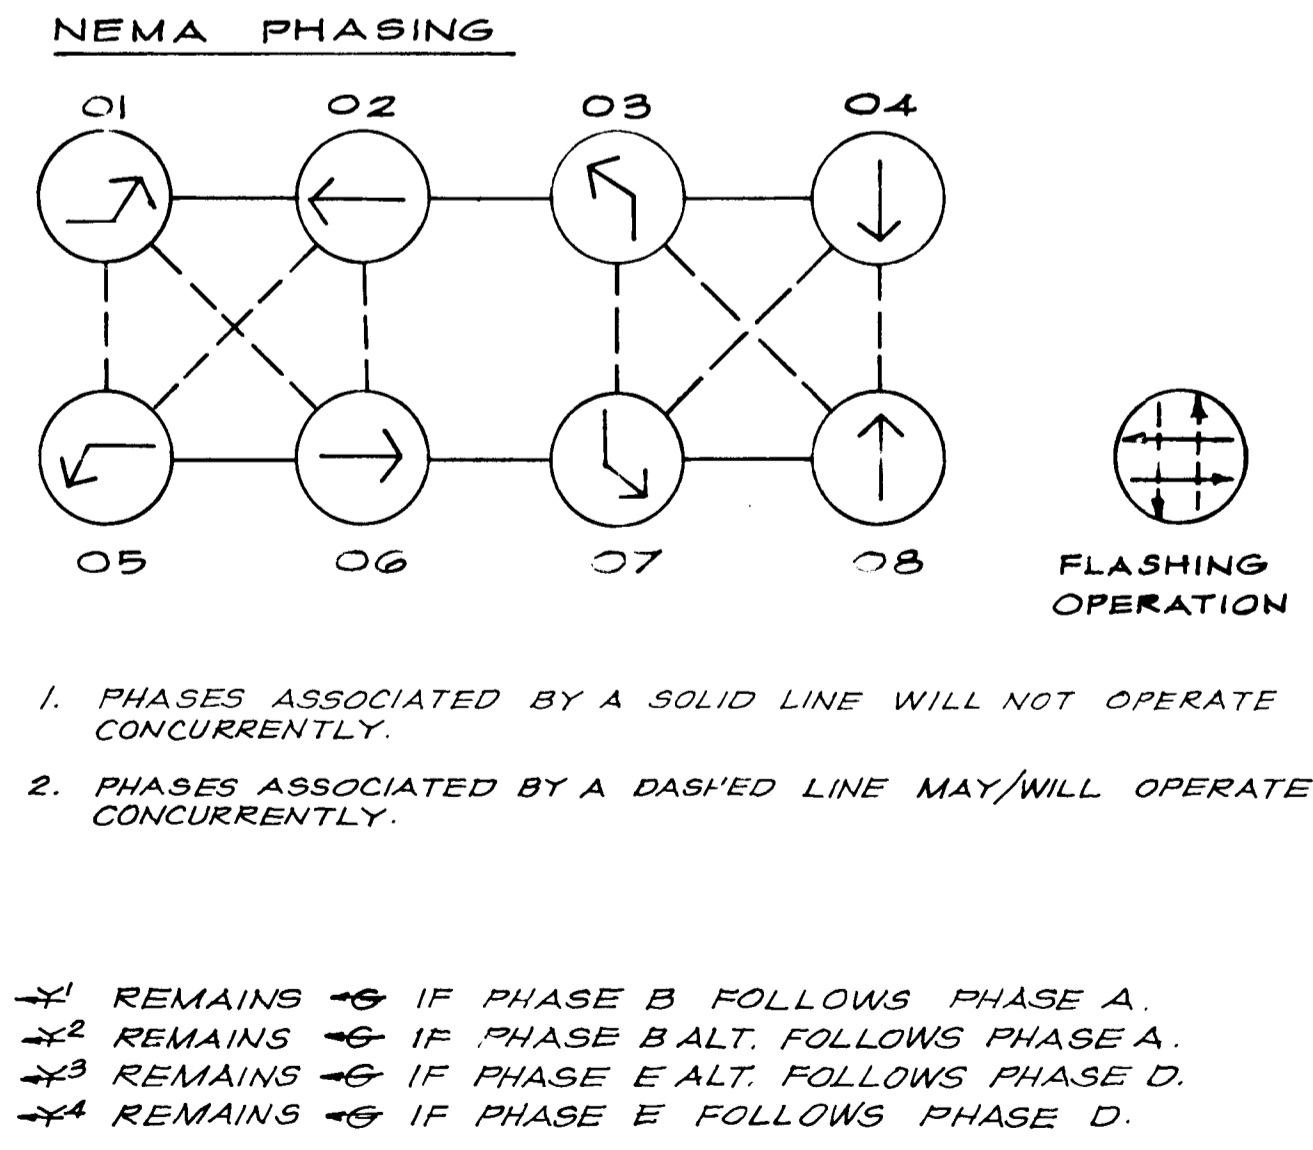 NEMA PHASING
01 02 03 04
05 06 07 08
FLASHING
OPERATION
1. PHASES ASSOCIATED BY A SOLID LINE WILL NOT OPERATE
CONCURRENTLY.
2. PHASES ASSOCIATED BY A DASHED LINE MAY/WILL OPERATE
CONCURRENTLY.
Y1 REMAINS G IF PHASE B FOLLOWS PHASE A.
Y2 REMAINS G IF PHASE B ALT. FOLLOWS PHASE A.
Y3 REMAINS G IF PHASE E ALT. FOLLOWS PHASE D.
Y4 REMAINS G IF PHASE E FOLLOWS PHASE D.